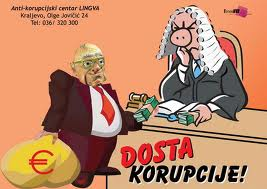 Anti-korupcijski centar LINGVA
Kraljevo, Olge Jovičić 24
Tel: 036/ 320 300
€
DOSTA
KORUPCIJE!